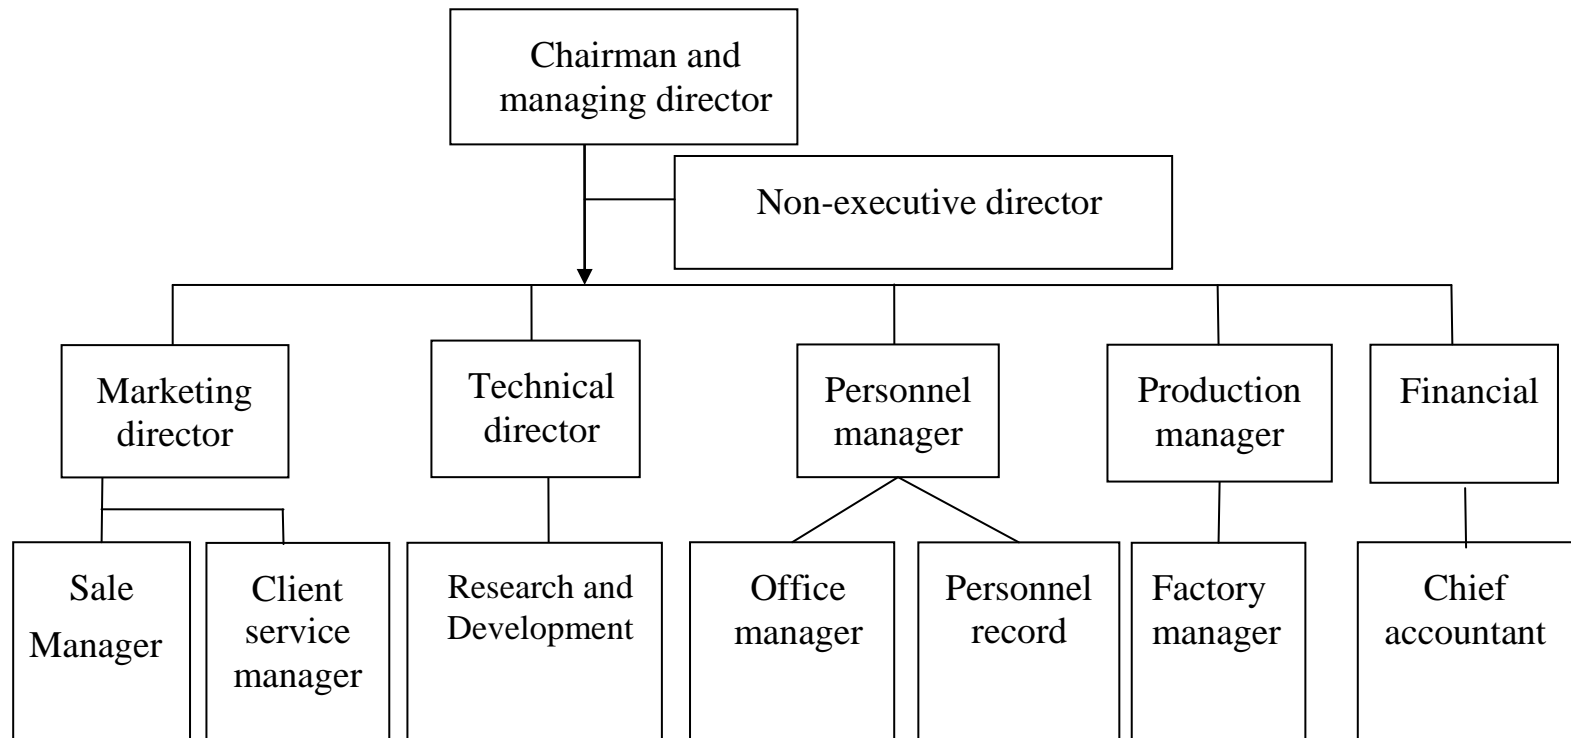 Chairman and
managing director
Non-executive director
Marketing
director
Technical
director
Personnel
manager
Production
manager
Financial
Sale
Manager
Client
service
manager
Research and
Development
Office
manager
Personnel
record
Factory
manager
Chief
accountant